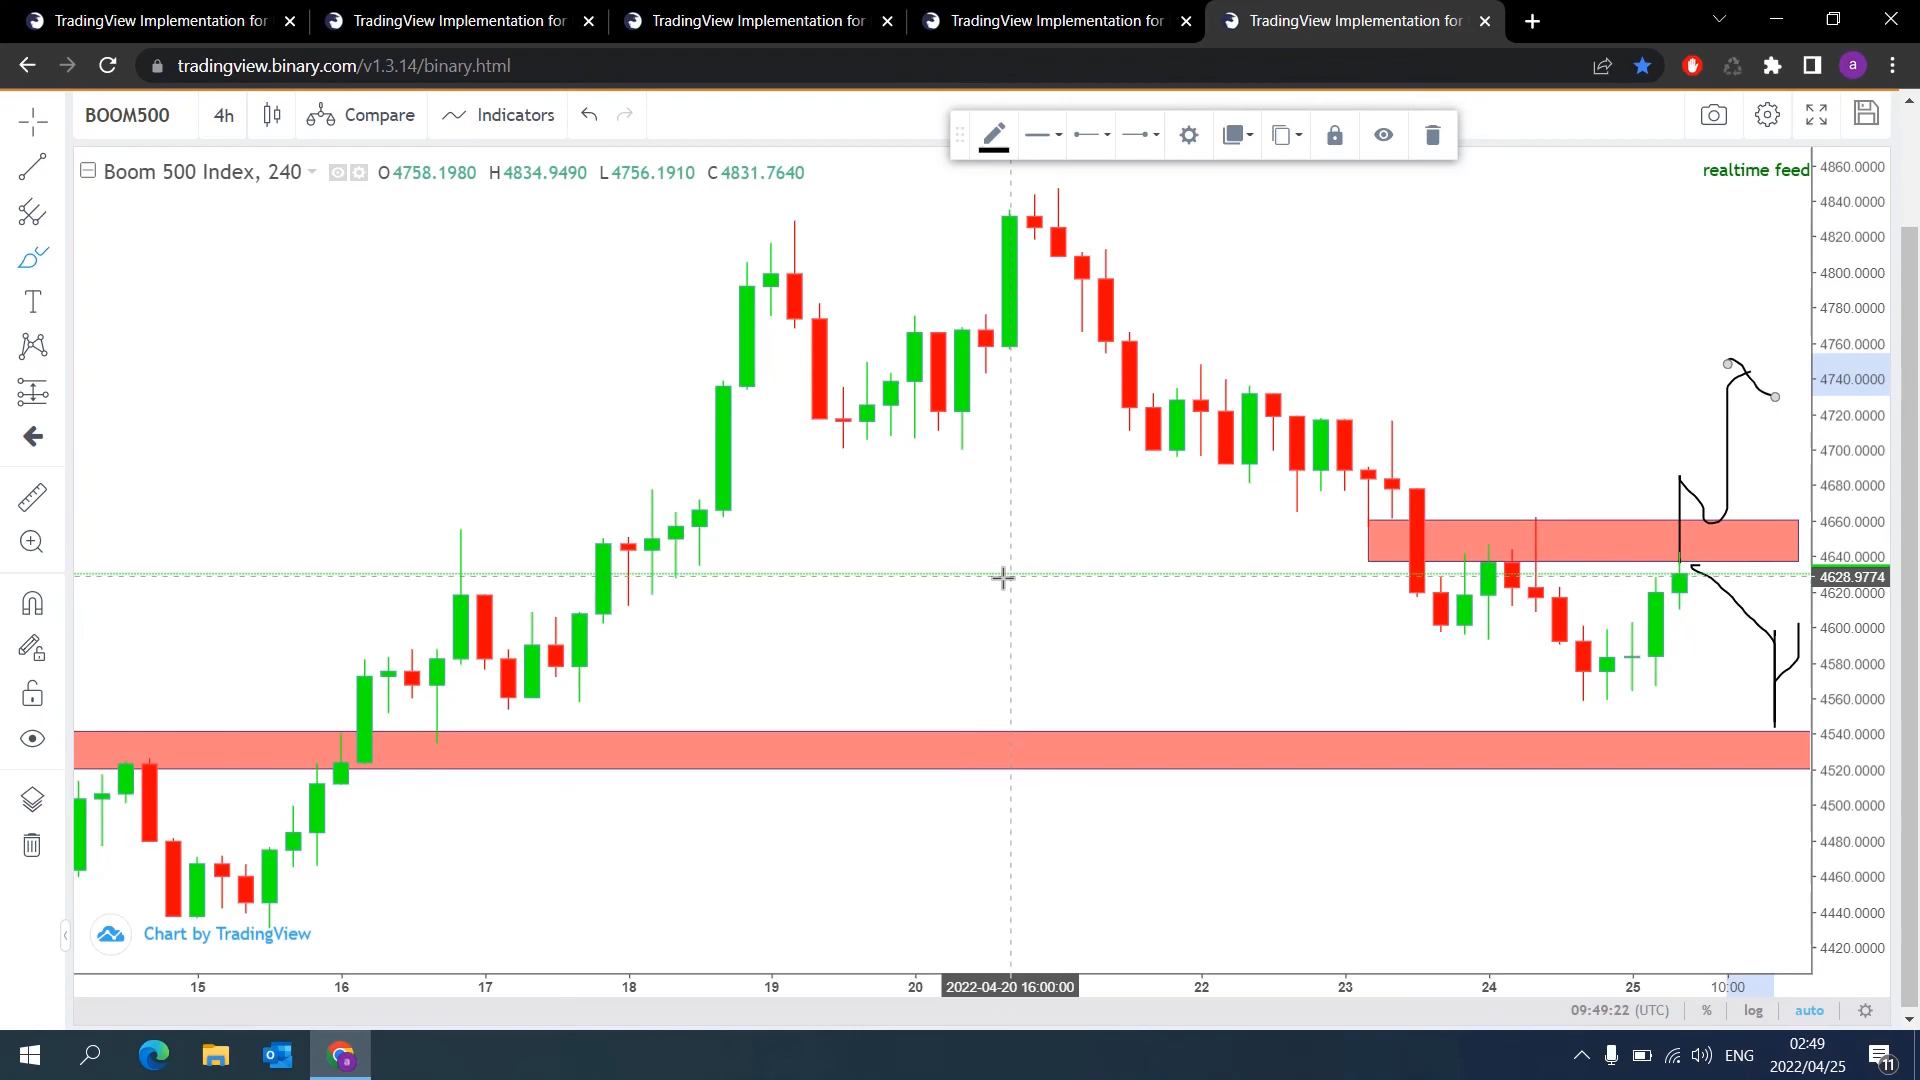 TradingView Implementation for
TradingView Implementation for
TradingView Implementation for
TradingView Implementation for
TradingView Implementation for
tradingview.binary.com/v1.3.14/binary.html
a
BOOM500 4h Compare Indicators
Boom 500 Index, 240 O4758.1980 H4834.9490 L4756.1910 C4831.7640
realtime feed
4860.0000
4840.0000
4820.0000
4800.0000
4780.0000
4760.0000
4740.0000
4720.0000
4700.0000
4680.0000
4660.0000
4640.0000
4628.9774
4620.0000
4600.0000
4580.0000
4560.0000
4540.0000
4520.0000
4500.0000
4480.0000
4460.0000
4440.0000
4420.0000
Chart by TradingView
15 16 17 18 19 20 2022-04-20 16:00:00 22 23 24 25 10:00
09:49:22 (UTC) % log auto
ENG
02:49
2022/04/25
11
a